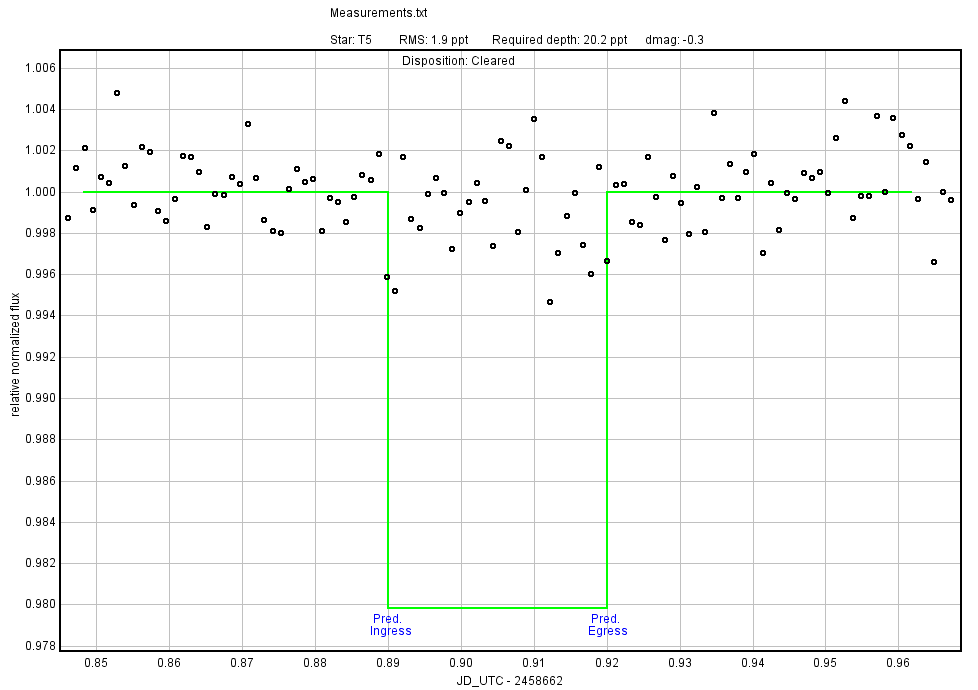 Measurements.txt
Star: T5 RMS: 1.9 ppt Required depth: 20.2 ppt dmag: -0.3
Disposition: Cleared
1.006
1.004
1.002
1.000
0.998
0.996
0.994
0.992
0.990
0.988
0.986
0.984
0.982
0.980
0.978
relative normalized flux
Pred. Ingress
Pred. Egress
0.85 0.86 0.87 0.88 0.89 0.90 0.91 0.92 0.93 0.94 0.95 0.96
JD_UTC - 2458662